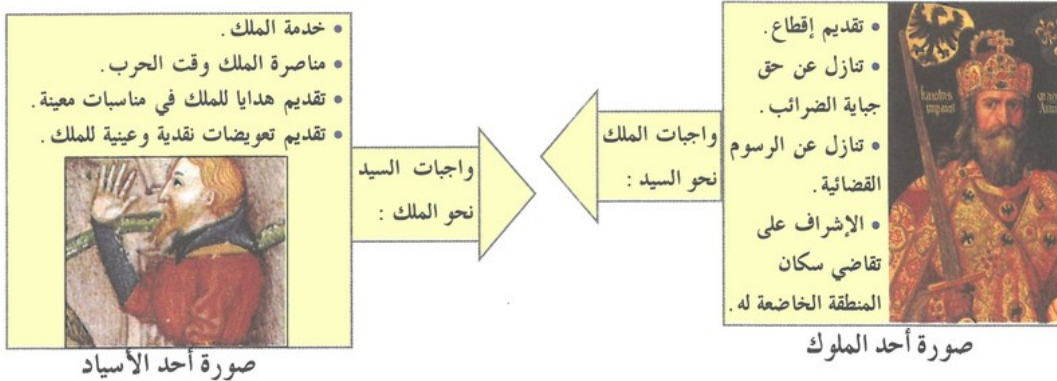 • تقديم إقطاع.
• تنازل عن حق
جباية الضرائب.
• تنازل عن الرسوم
القضائية.
• الإشراف على
تقاضي سكان
المنطقة الخاضعة له.
صورة أحد الملوك
واجبات الملك
نحو السيد :
واجبات السيد
نحو الملك :
• خدمة الملك.
• مناصرة الملك وقت الحرب.
• تقديم هدايا للملك في مناسبات معينة.
• تقديم تعويضات نقدية وعينية للملك.
صورة أحد الأسياد